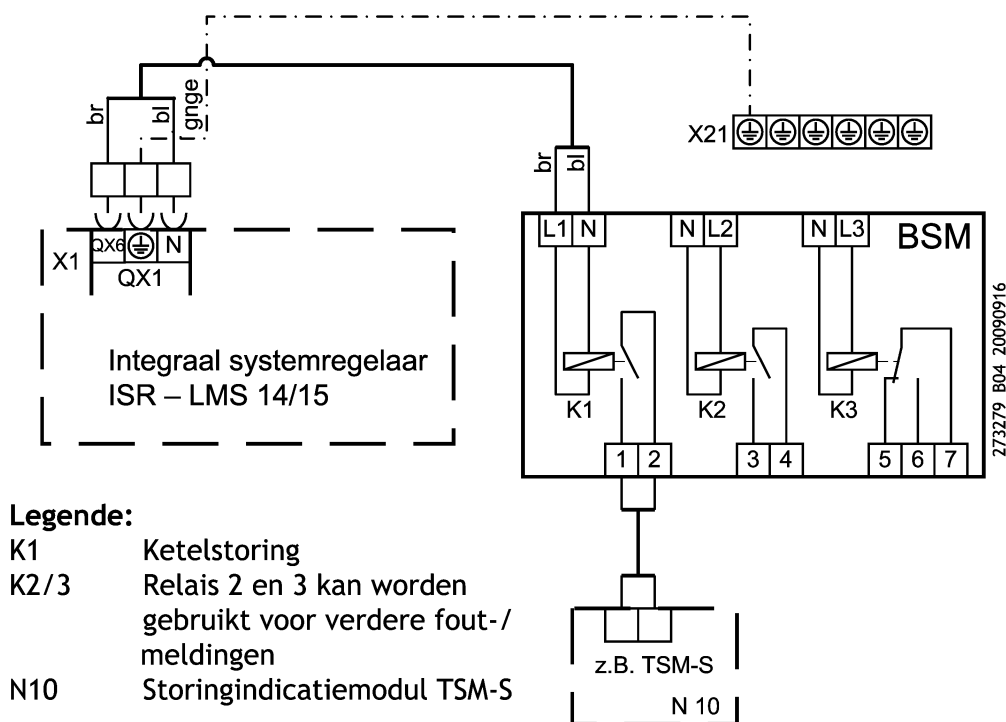 br
bl
gnge
X21
br
bl
X1
QX6 N
QX1
L1 N
N L2
N L3
BSM
Integraal systemregelaar
ISR – LMS 14/15
K1
K2
K3
1 2
3 4
5 6 7
273279 B04 20090916
Legende:
K1 Ketelstoring
K2/3 Relais 2 en 3 kan worden
gebruikt voor verdere fout-/
meldingen
N10 Storingindicatiemodul TSM-S
z.B. TSM-S
N 10